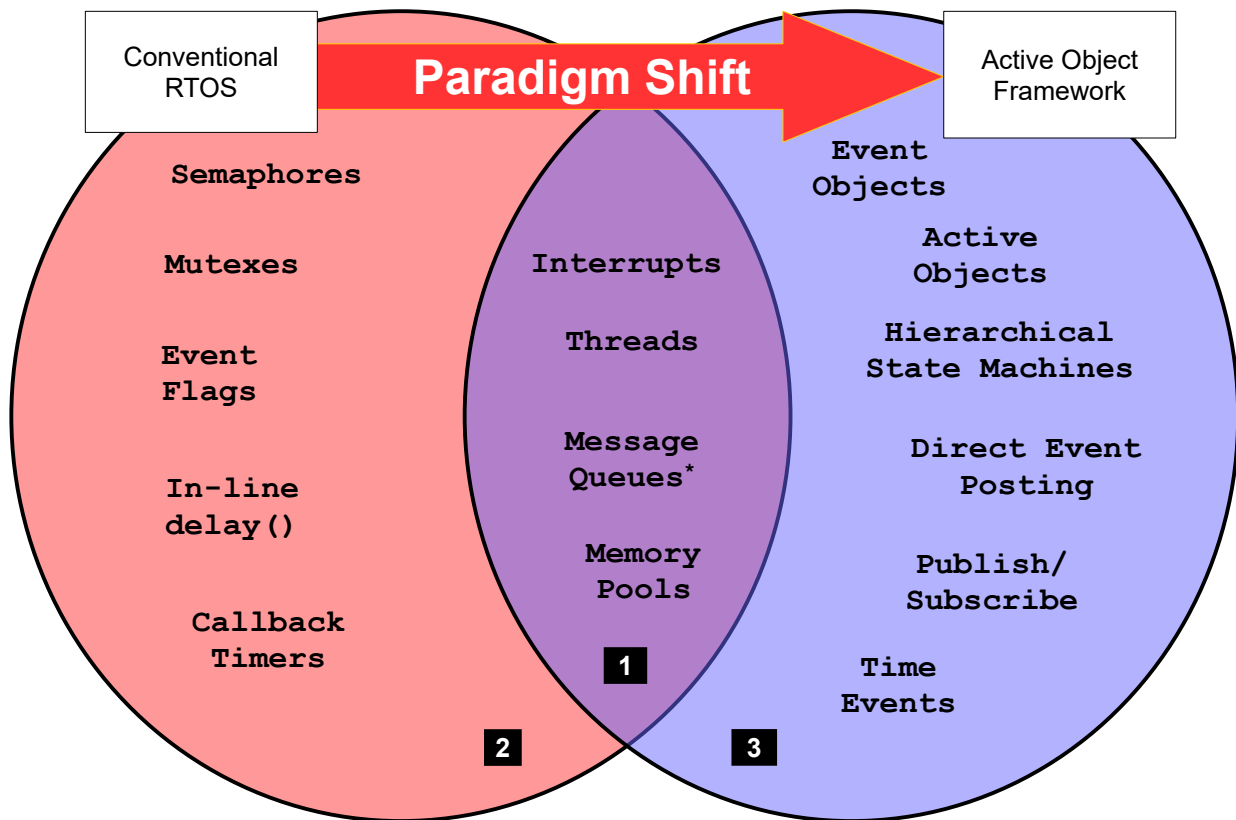 Conventional
RTOS
Paradigm Shift
Active Object
Framework
Semaphores
Mutexes
Event
Flags
In-line
delay()
Callback
Timers
2
Interrupts
Threads
Message
Queues*
Memory
Pools
1
Event
Objects
Active
Objects
Hierarchical
State Machines
Direct Event
Posting
Publish/
Subscribe
Time
Events
3